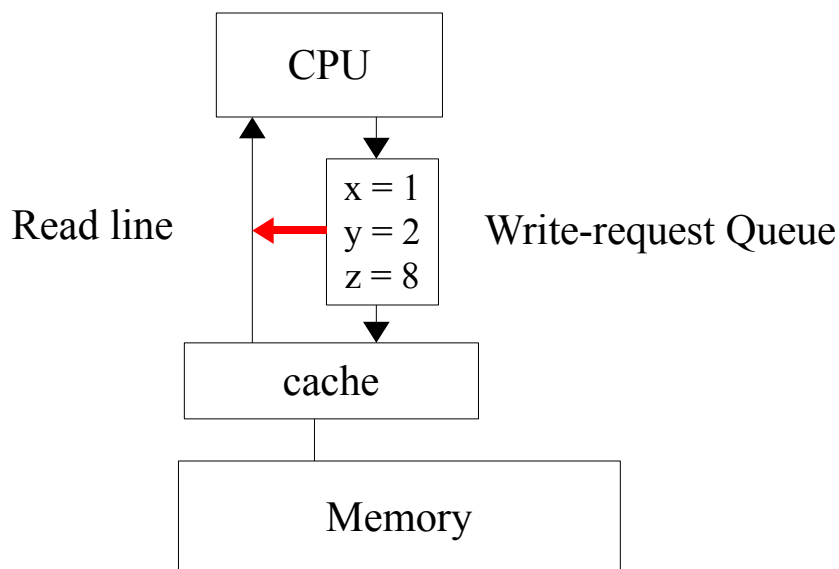 CPU
x = 1
Read line
y = 2
Write-request Queue
z = 8
cache
Memory